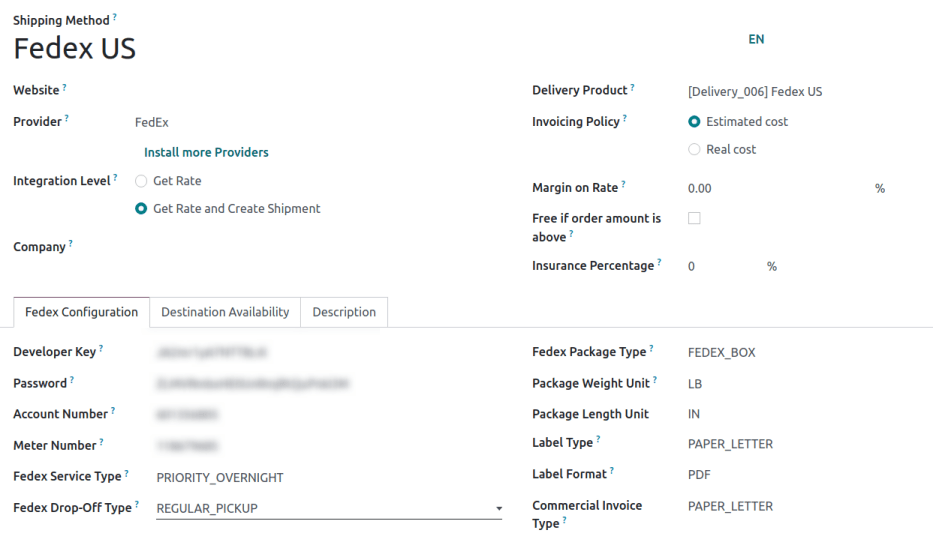 Shipping Method ?
Fedex US
EN
Website ?
Provider ? FedEx
Install more Providers
Integration Level ? Get Rate
Get Rate and Create Shipment
Company ?
Delivery Product ? [Delivery_006] Fedex US
Invoicing Policy ? Estimated cost
Real cost
Margin on Rate ? 0.00 %
Free if order amount is
above ?
Insurance Percentage ? 0 %
Fedex Configuration Destination Availability Description
Developer Key ?
Password ?
Account Number ?
Meter Number ?
Fedex Service Type ? PRIORITY_OVERNIGHT
Fedex Drop-Off Type ? REGULAR_PICKUP
Fedex Package Type ? FEDEX_BOX
Package Weight Unit ? LB
Package Length Unit IN
Label Type ? PAPER_LETTER
Label Format ? PDF
Commercial Invoice PAPER_LETTER
Type ?